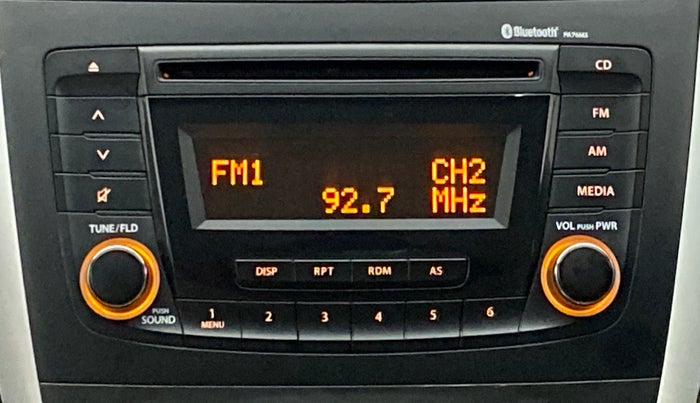 Bluetooth PA766MS
CD
FM
AM
MEDIA
FM1 CH2
92.7 MHz
TUNE/FLD
VOL PUSH PWR
DISP RPT RDM AS
PUSH
SOUND
1 2 3 4 5 6
MENU